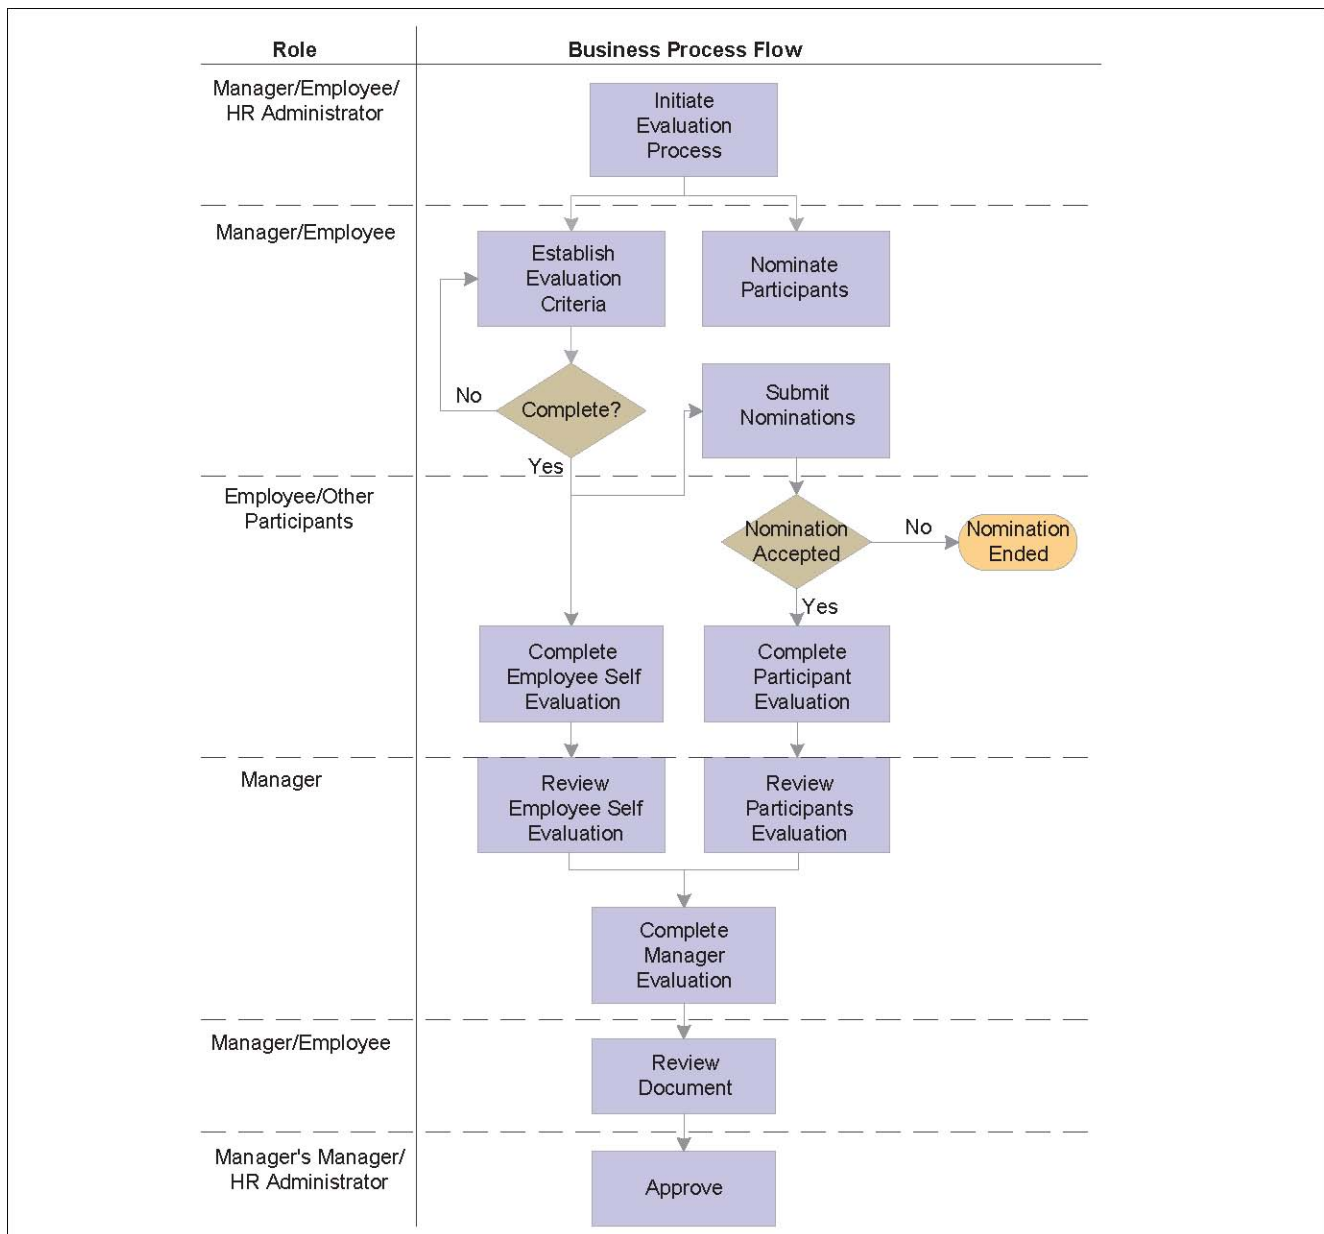 Role
Business Process Flow
Manager/Employee/
HR Administrator
Initiate
Evaluation
Process
Manager/Employee
Establish
Evaluation
Criteria
Nominate
Participants
No
Complete?
Submit
Nominations
Yes
Employee/Other
Participants
Nomination
Accepted
No
Nomination
Ended
Yes
Complete
Employee Self
Evaluation
Complete
Participant
Evaluation
Manager
Review
Employee Self
Evaluation
Review
Participants
Evaluation
Complete
Manager
Evaluation
Manager/Employee
Review
Document
Manager's Manager/
HR Administrator
Approve